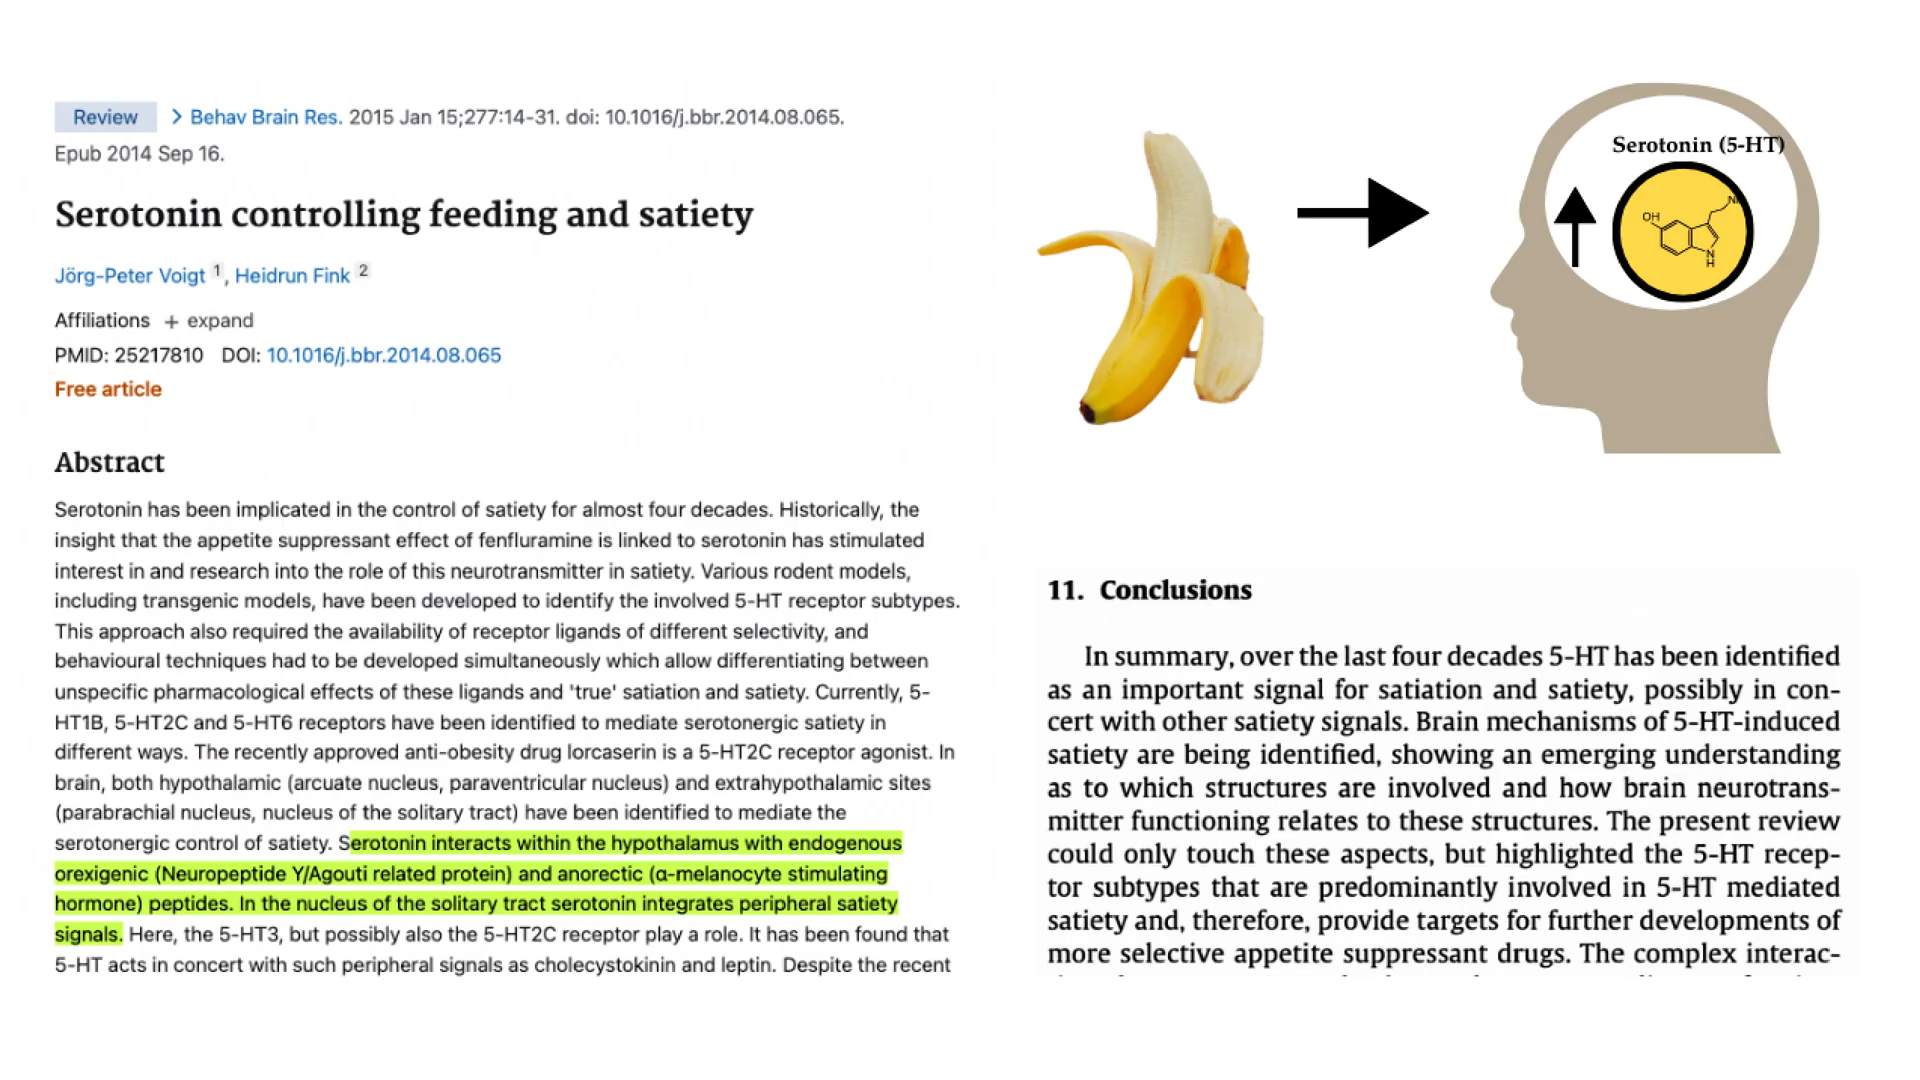 Review > Behav Brain Res. 2015 Jan 15;277:14-31. doi: 10.1016/j.bbr.2014.08.065.
Epub 2014 Sep 16.
Serotonin controlling feeding and satiety
Jörg-Peter Voigt 1, Heidrun Fink 2
Affiliations + expand
PMID: 25217810 DOI: 10.1016/j.bbr.2014.08.065
Free article
Abstract
Serotonin has been implicated in the control of satiety for almost four decades. Historically, the
insight that the appetite suppressant effect of fenfluramine is linked to serotonin has stimulated
interest in and research into the role of this neurotransmitter in satiety. Various rodent models,
including transgenic models, have been developed to identify the involved 5-HT receptor subtypes.
This approach also required the availability of receptor ligands of different selectivity, and
behavioural techniques had to be developed simultaneously which allow differentiating between
unspecific pharmacological effects of these ligands and 'true' satiation and satiety. Currently, 5-
HT1B, 5-HT2C and 5-HT6 receptors have been identified to mediate serotonergic satiety in
different ways. The recently approved anti-obesity drug lorcaserin is a 5-HT2C receptor agonist. In
brain, both hypothalamic (arcuate nucleus, paraventricular nucleus) and extrahypothalamic sites
(parabrachial nucleus, nucleus of the solitary tract) have been identified to mediate the
serotonergic control of satiety. Serotonin interacts within the hypothalamus with endogenous
orexigenic (Neuropeptide Y/Agouti related protein) and anorectic (α-melanocyte stimulating
hormone) peptides. In the nucleus of the solitary tract serotonin integrates peripheral satiety
signals. Here, the 5-HT3, but possibly also the 5-HT2C receptor play a role. It has been found that
5-HT acts in concert with such peripheral signals as cholecystokinin and leptin. Despite the recent
Serotonin (5-HT)
OH
N
H
11. Conclusions
In summary, over the last four decades 5-HT has been identified
as an important signal for satiation and satiety, possibly in con-
cert with other satiety signals. Brain mechanisms of 5-HT-induced
satiety are being identified, showing an emerging understanding
as to which structures are involved and how brain neurotrans-
mitter functioning relates to these structures. The present review
could only touch these aspects, but highlighted the 5-HT recep-
tor subtypes that are predominantly involved in 5-HT mediated
satiety and, therefore, provide targets for further developments of
more selective appetite suppressant drugs. The complex interac-